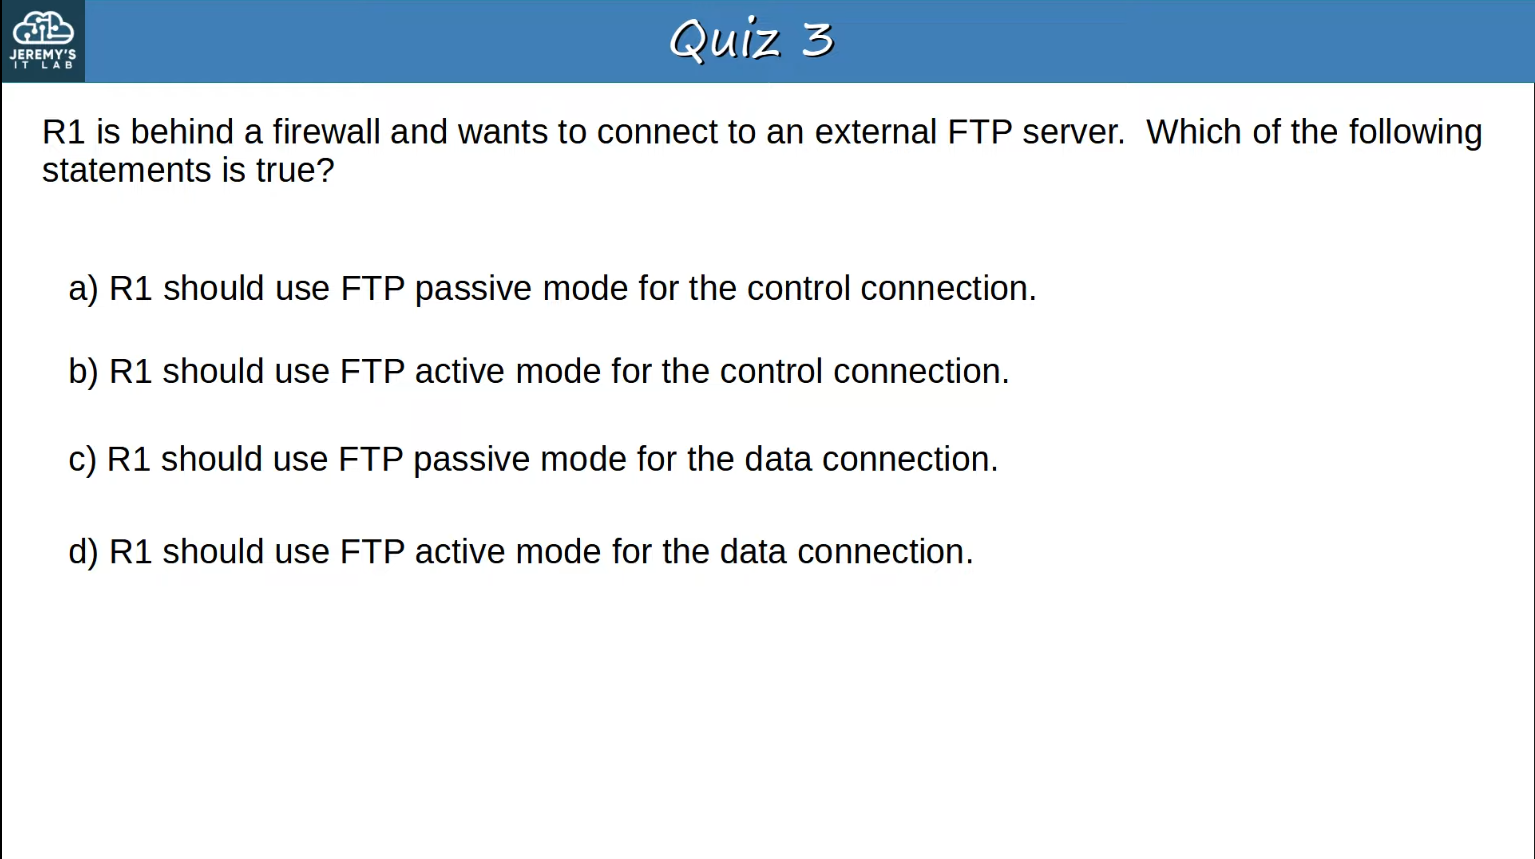 JEREMY'S
IT LAB
Quiz 3
R1 is behind a firewall and wants to connect to an external FTP server.  Which of the following
statements is true?
a) R1 should use FTP passive mode for the control connection.
b) R1 should use FTP active mode for the control connection.
c) R1 should use FTP passive mode for the data connection.
d) R1 should use FTP active mode for the data connection.